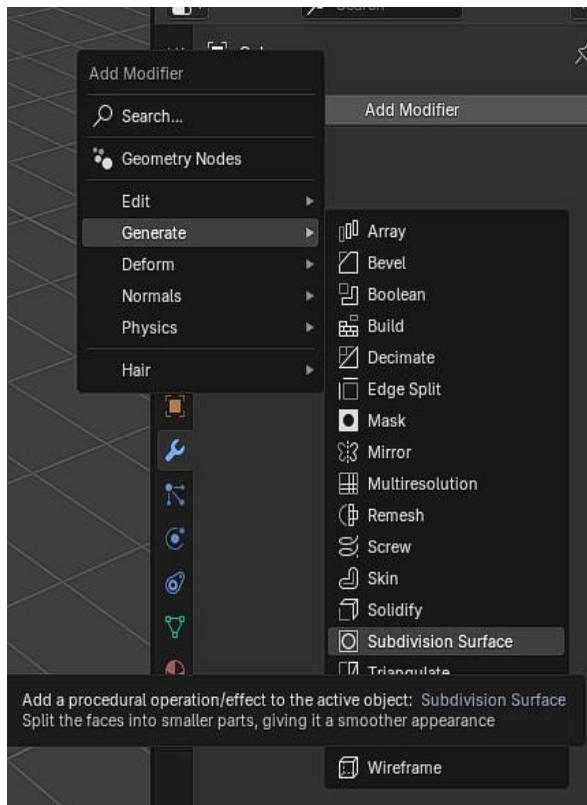 Search
Add Modifier
Search...
Add Modifier
Geometry Nodes
Edit
Generate
Deform
Normals
Physics
Hair
Array
Bevel
Boolean
Build
Decimate
Edge Split
Mask
Mirror
Multiresolution
Remesh
Screw
Skin
Solidify
Subdivision Surface
Triangulate
Add a procedural operation/effect to the active object: Subdivision Surface
Split the faces into smaller parts, giving it a smoother appearance
Wireframe